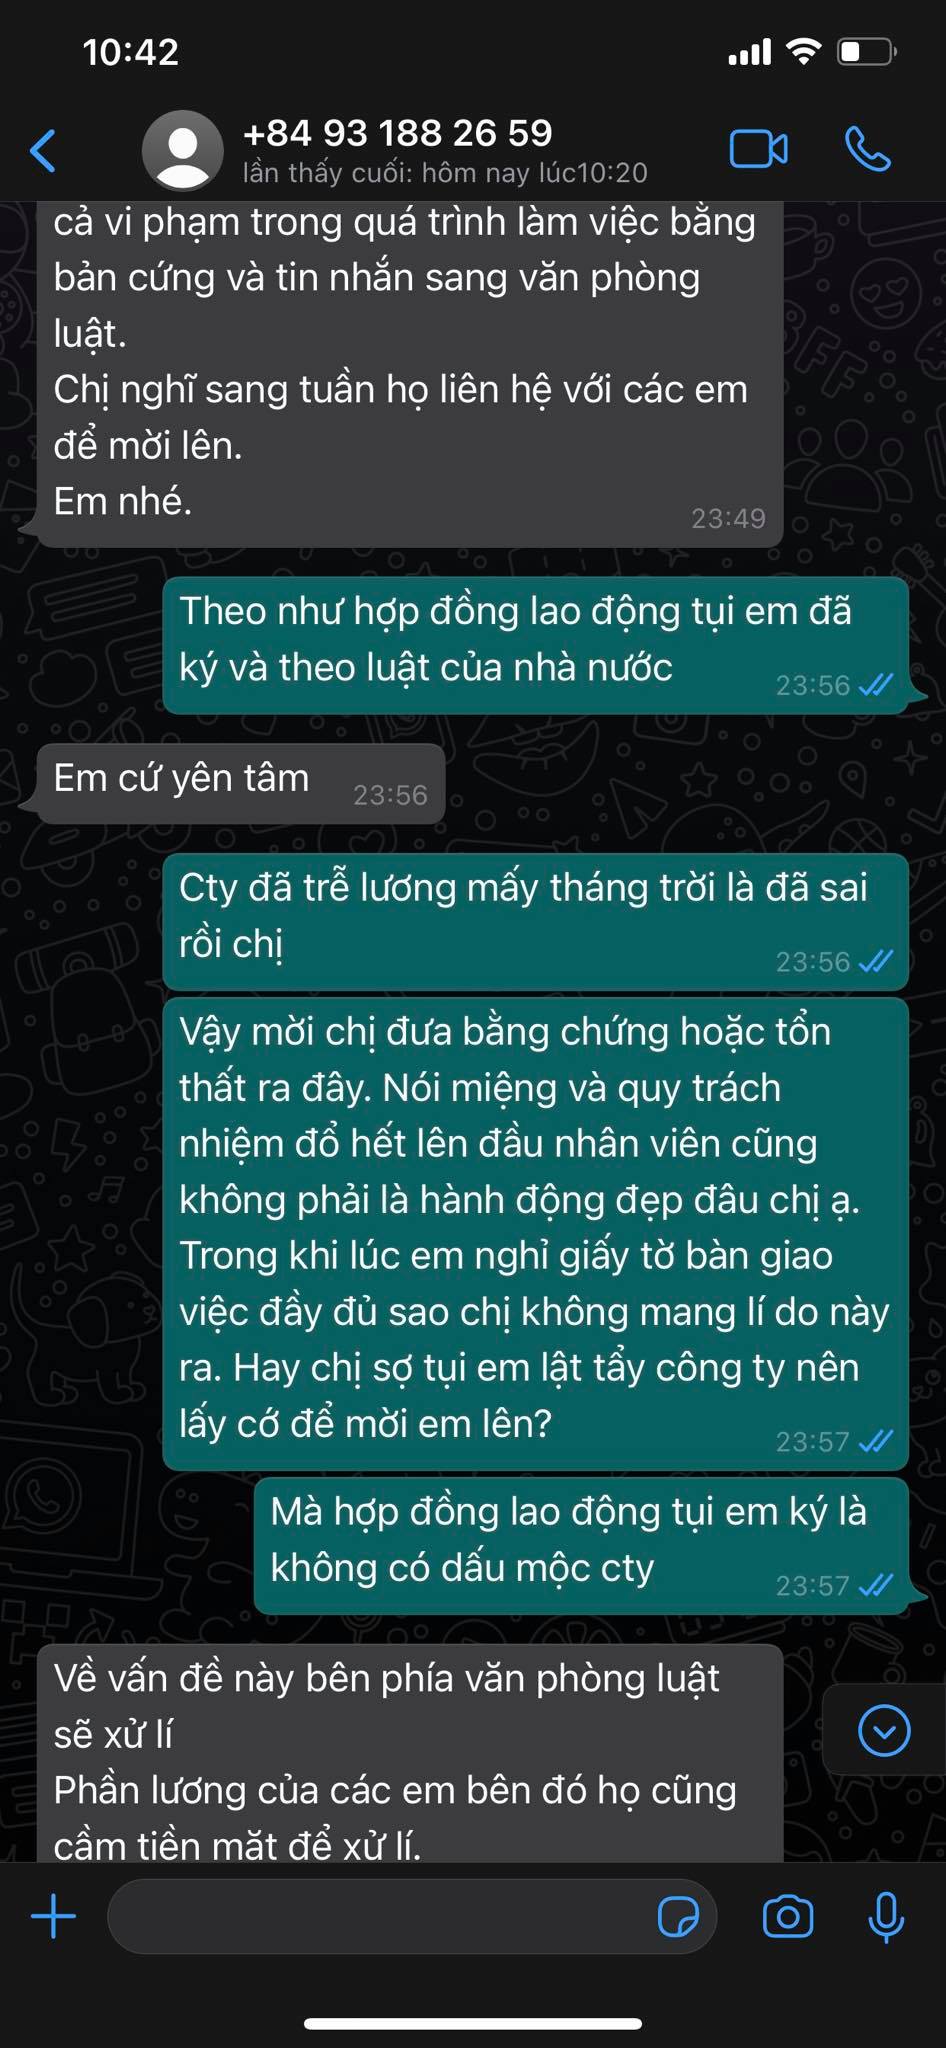 10:42
+84 93 188 26 59
lần thấy cuối: hôm nay lúc10:20
cả vi phạm trong quá trình làm việc bằng
bản cứng và tin nhắn sang văn phòng
luật.
Chị nghĩ sang tuần họ liên hệ với các em
để mời lên.
Em nhé.
23:49
Theo như hợp đồng lao động tụi em đã
ký và theo luật của nhà nước
23:56
Em cứ yên tâm
23:56
Cty đã trễ lương mấy tháng trời là đã sai
rồi chị
23:56
Vậy mời chị đưa bằng chứng hoặc tổn
thất ra đây. Nói miệng và quy trách
nhiệm đổ hết lên đầu nhân viên cũng
không phải là hành động đẹp đâu chị ạ.
Trong khi lúc em nghỉ giấy tờ bàn giao
việc đầy đủ sao chị không mang lí do này
ra. Hay chị sợ tụi em lật tẩy công ty nên
lấy cớ để mời em lên?
23:57
Mà hợp đồng lao động tụi em ký là
không có dấu mộc cty
23:57
Về vấn đề này bên phía văn phòng luật
sẽ xử lí
Phần lương của các em bên đó họ cũng
cầm tiền mặt để xử lí.